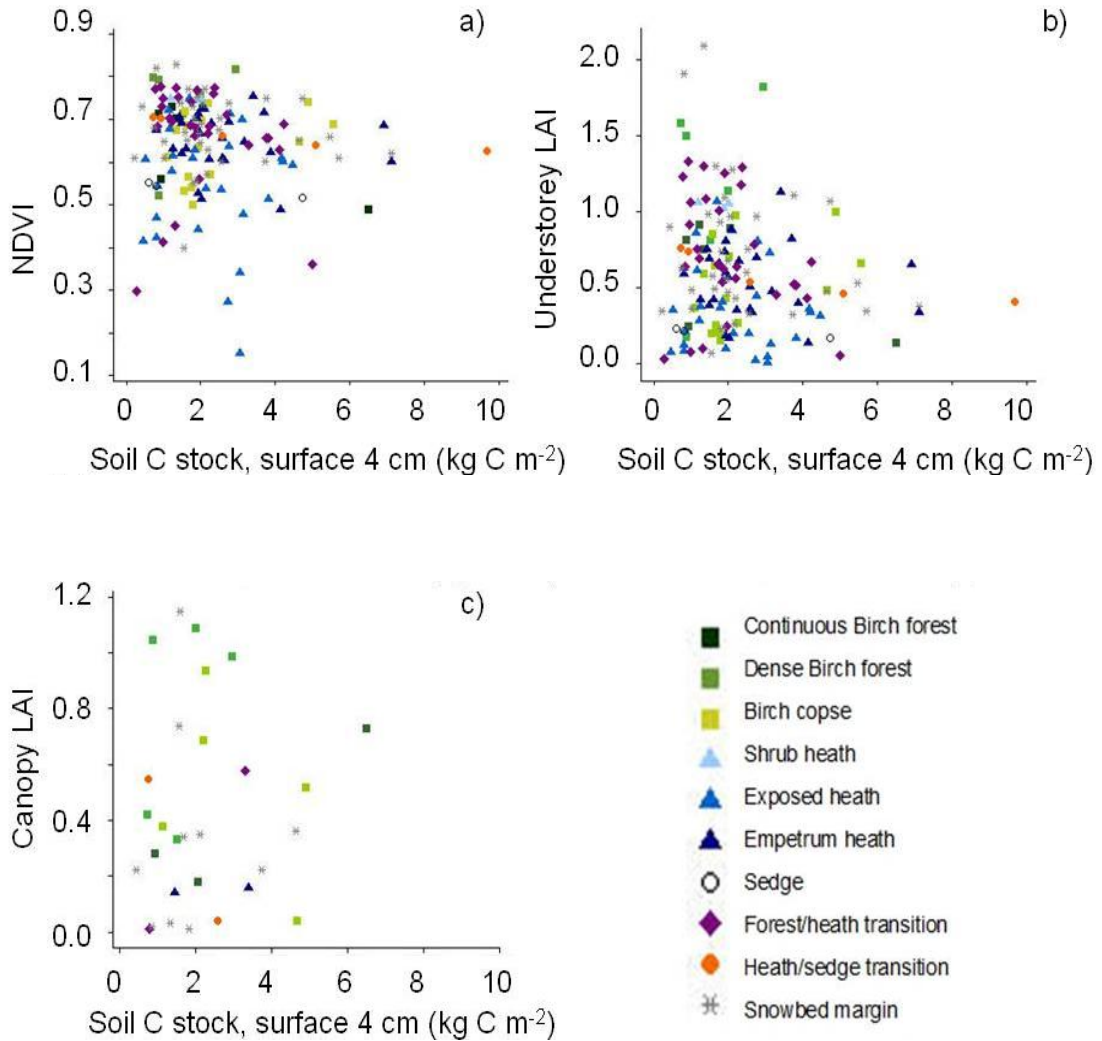 a)
0.9
0.7
0.5
0.3
0.1
NDVI
0 2 4 6 8 10
Soil C stock, surface 4 cm (kg C m⁻²)
b)
2.0
1.5
1.0
0.5
0.0
Understorey LAI
0 2 4 6 8 10
Soil C stock, surface 4 cm (kg C m⁻²)
c)
1.2
0.8
0.4
0.0
Canopy LAI
0 2 4 6 8 10
Soil C stock, surface 4 cm (kg C m⁻²)
Continuous Birch forest
Dense Birch forest
Birch copse
Shrub heath
Exposed heath
Empetrum heath
Sedge
Forest/heath transition
Heath/sedge transition
Snowbed margin